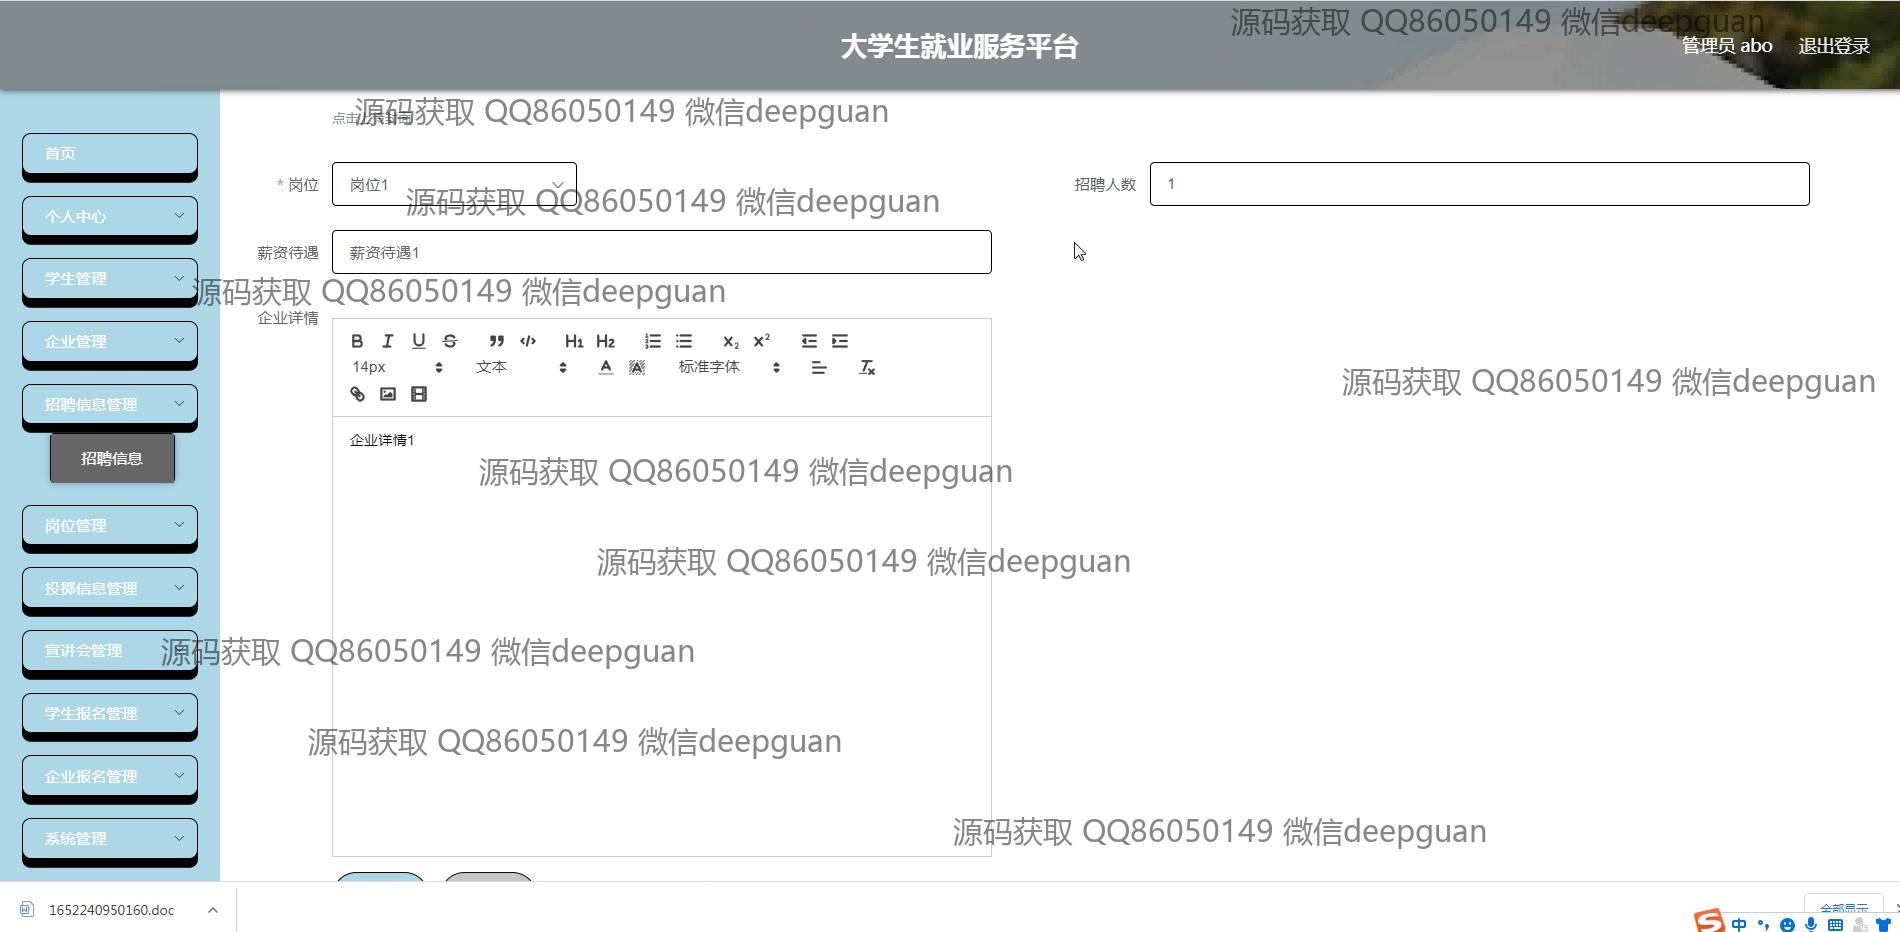 源码获取 QQ86050149 微信deepguan
大学生就业服务平台
管理员 abo
退出登录
源码获取 QQ86050149 微信deepguan
首页
* 岗位
岗位1
招聘人数
1
源码获取 QQ86050149 微信deepguan
个人中心
薪资待遇
薪资待遇1
学生管理
源码获取 QQ86050149 微信deepguan
企业详情
企业管理
B I U S H1 H2 X2 X2
14px
文本
A
A
标准字体
Tx
源码获取 QQ86050149 微信deepguan
招聘信息管理
企业详情1
招聘信息
源码获取 QQ86050149 微信deepguan
岗位管理
源码获取 QQ86050149 微信deepguan
投掷信息管理
宣讲会管理
源码获取 QQ86050149 微信deepguan
学生报名管理
源码获取 QQ86050149 微信deepguan
企业报名管理
源码获取 QQ86050149 微信deepguan
系统管理
1652240950160.doc
全部显示
S 中